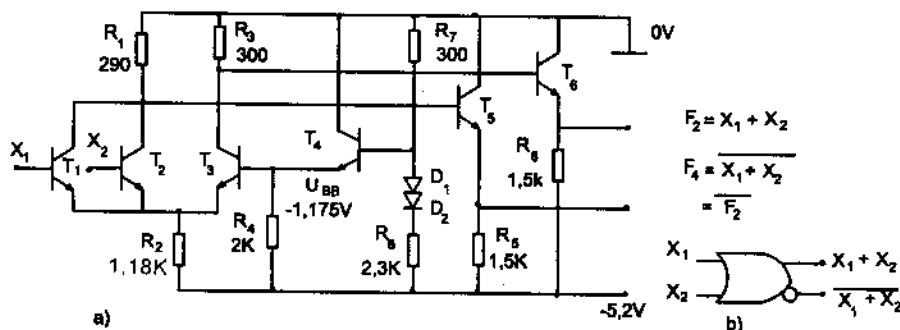 R1
290
R3
300
R7
300
0V
T6
T5
X1
X2
T1
T2
T3
T4
UBB
-1,175V
D1
D2
R2
1,18K
R4
2K
R6
2,3K
R5
1,5K
R6
1,5k
-5,2V
F2 = X1 + X2
F4 = X1 + X2
= F2
X1
X2
X1 + X2
X1 + X2
a)
b)